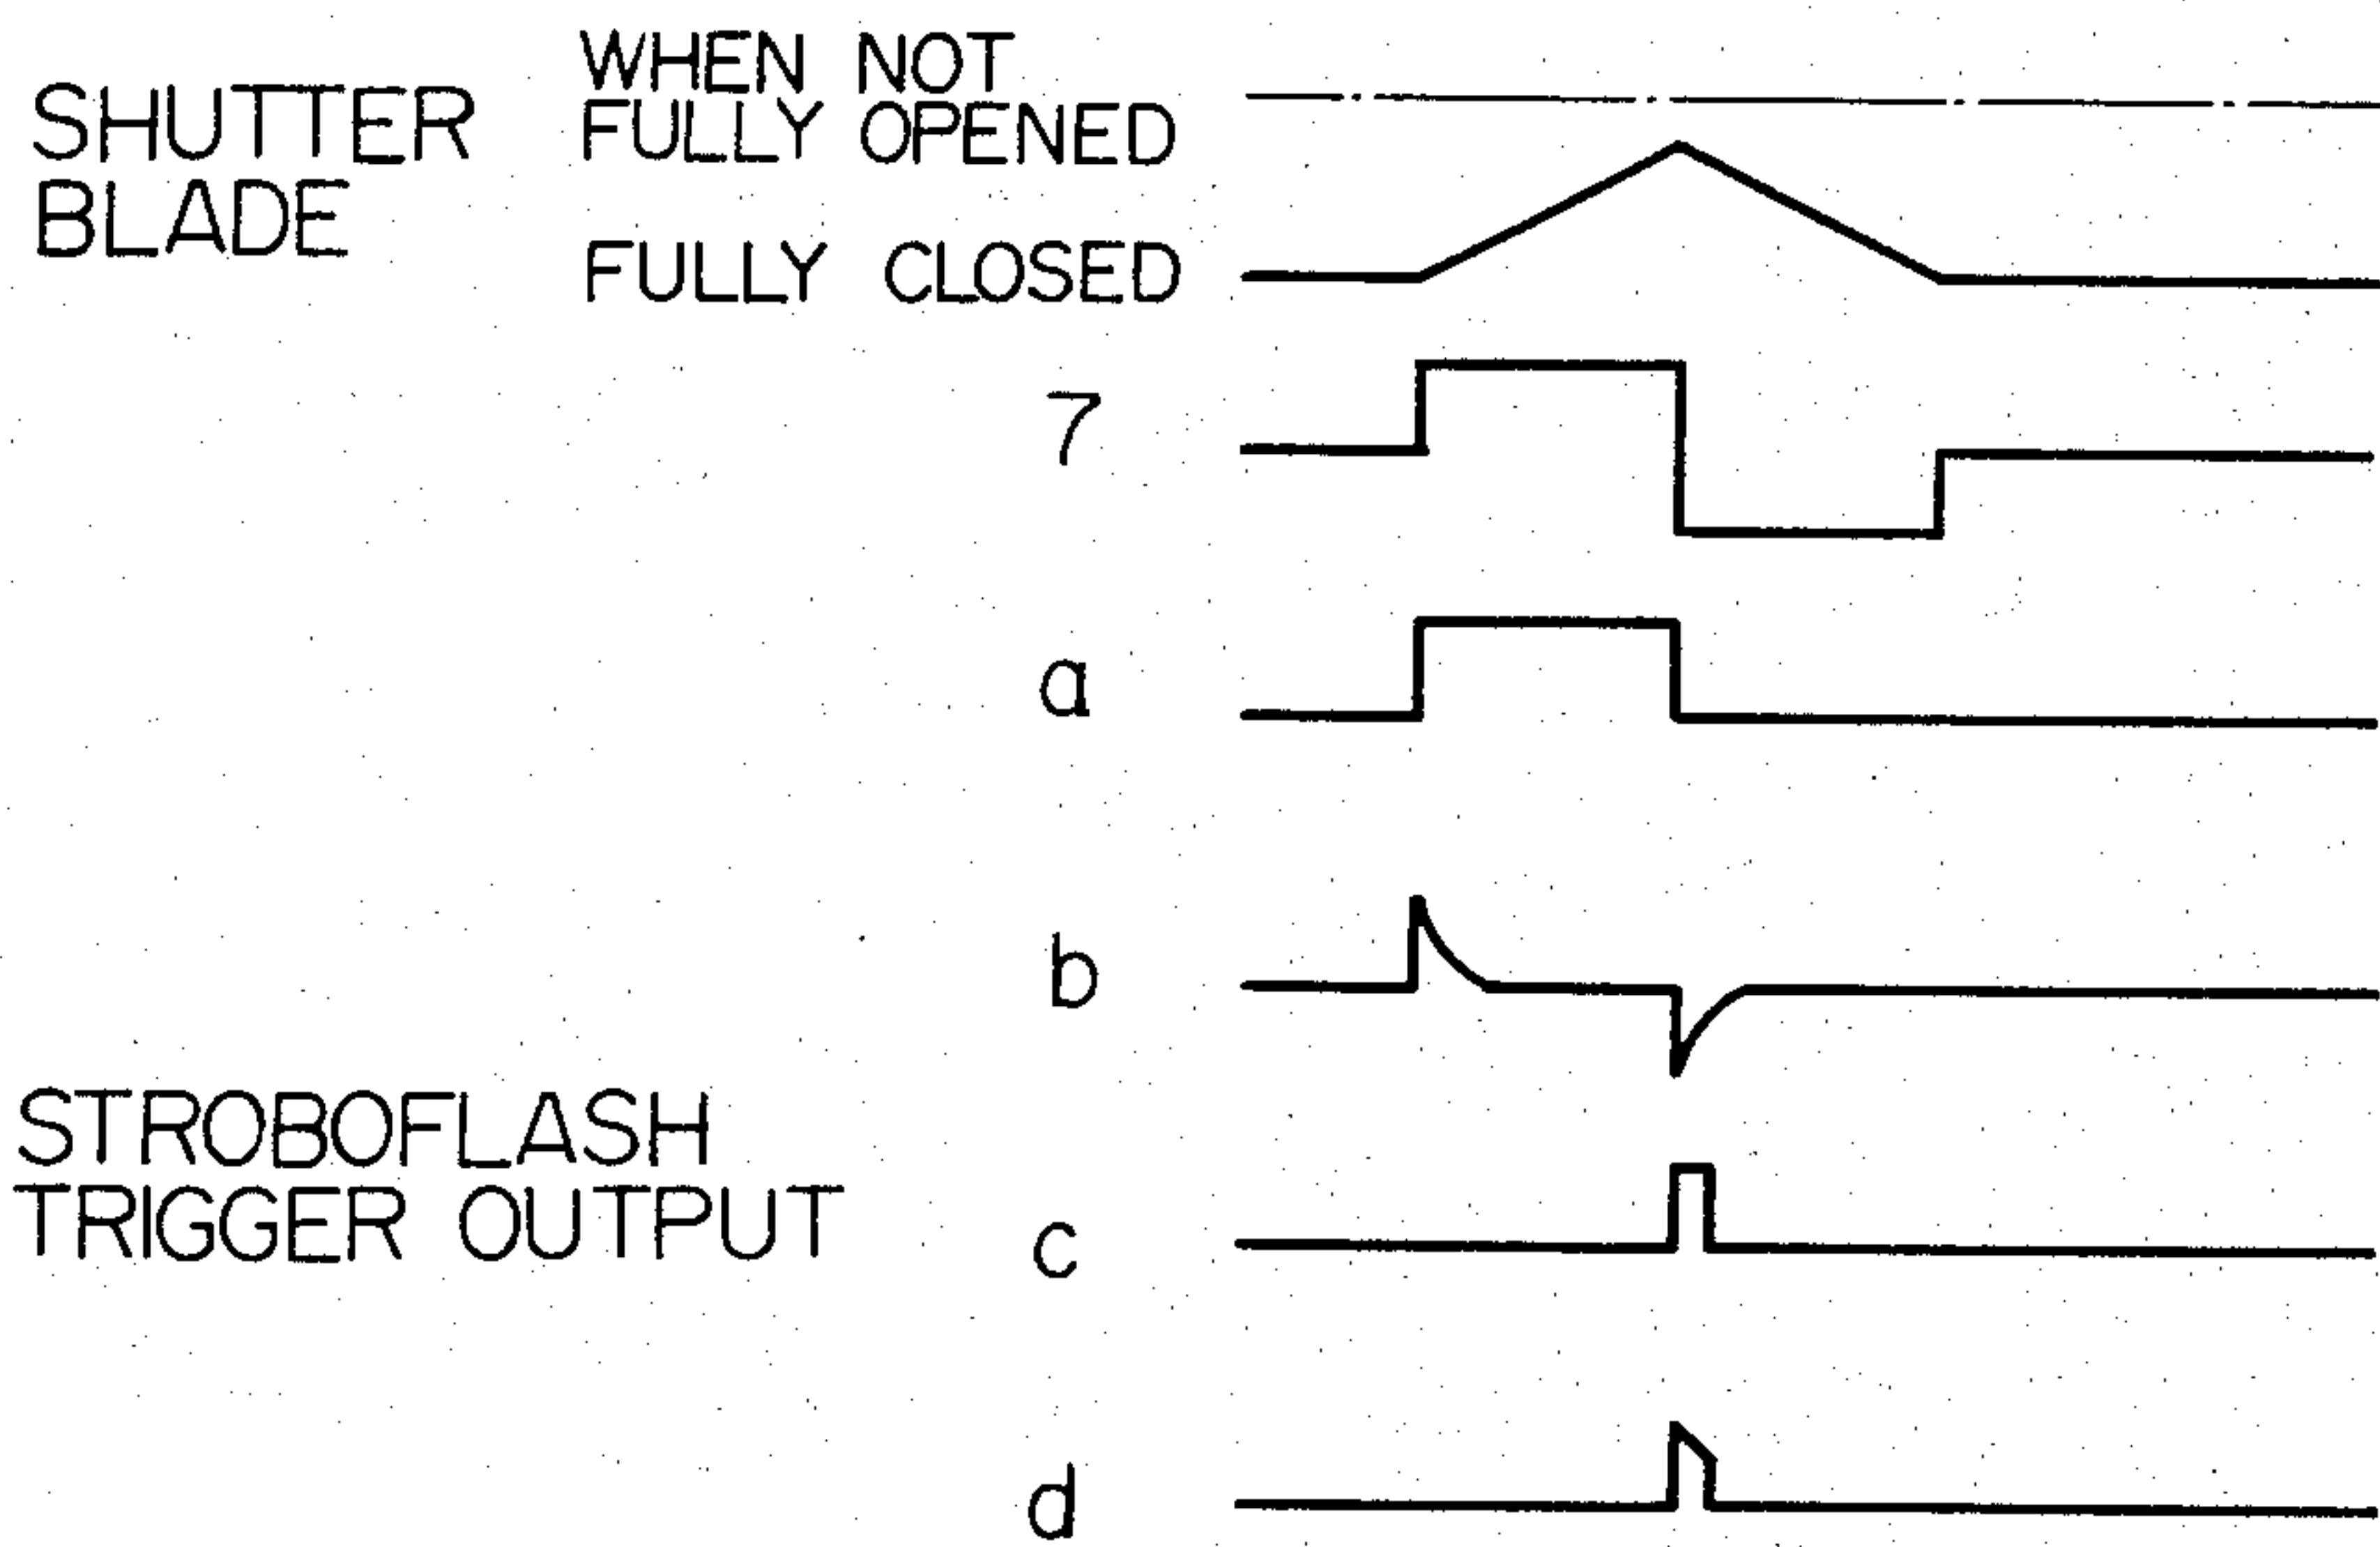 SHUTTER
BLADE
WHEN NOT
FULLY OPENED
FULLY CLOSED
7
a
b
STROBOFLASH
TRIGGER OUTPUT
c
d